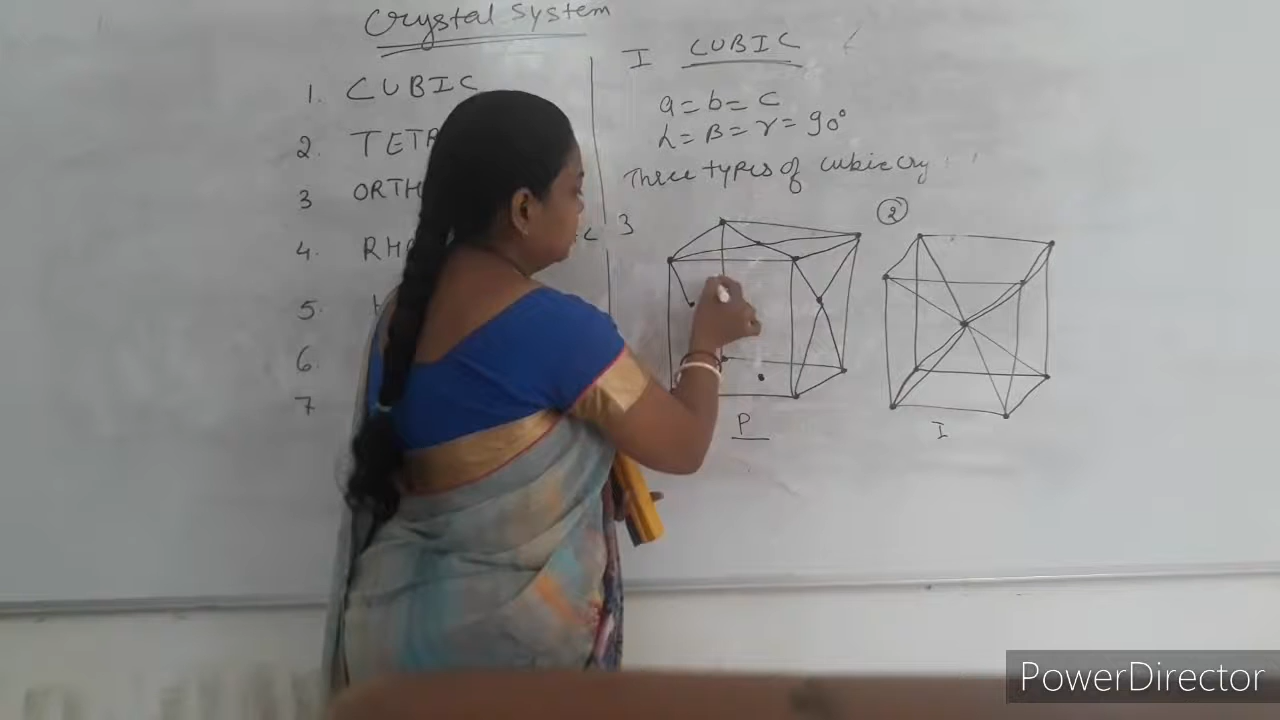 Crystal System
1. CUBIC
2. TETR
3 ORTH
4. RH
5.
6.
7
I CUBIC
a = b = c
α = β = γ = 90°
Three types of cubic cry
3
②
P
I
PowerDirector